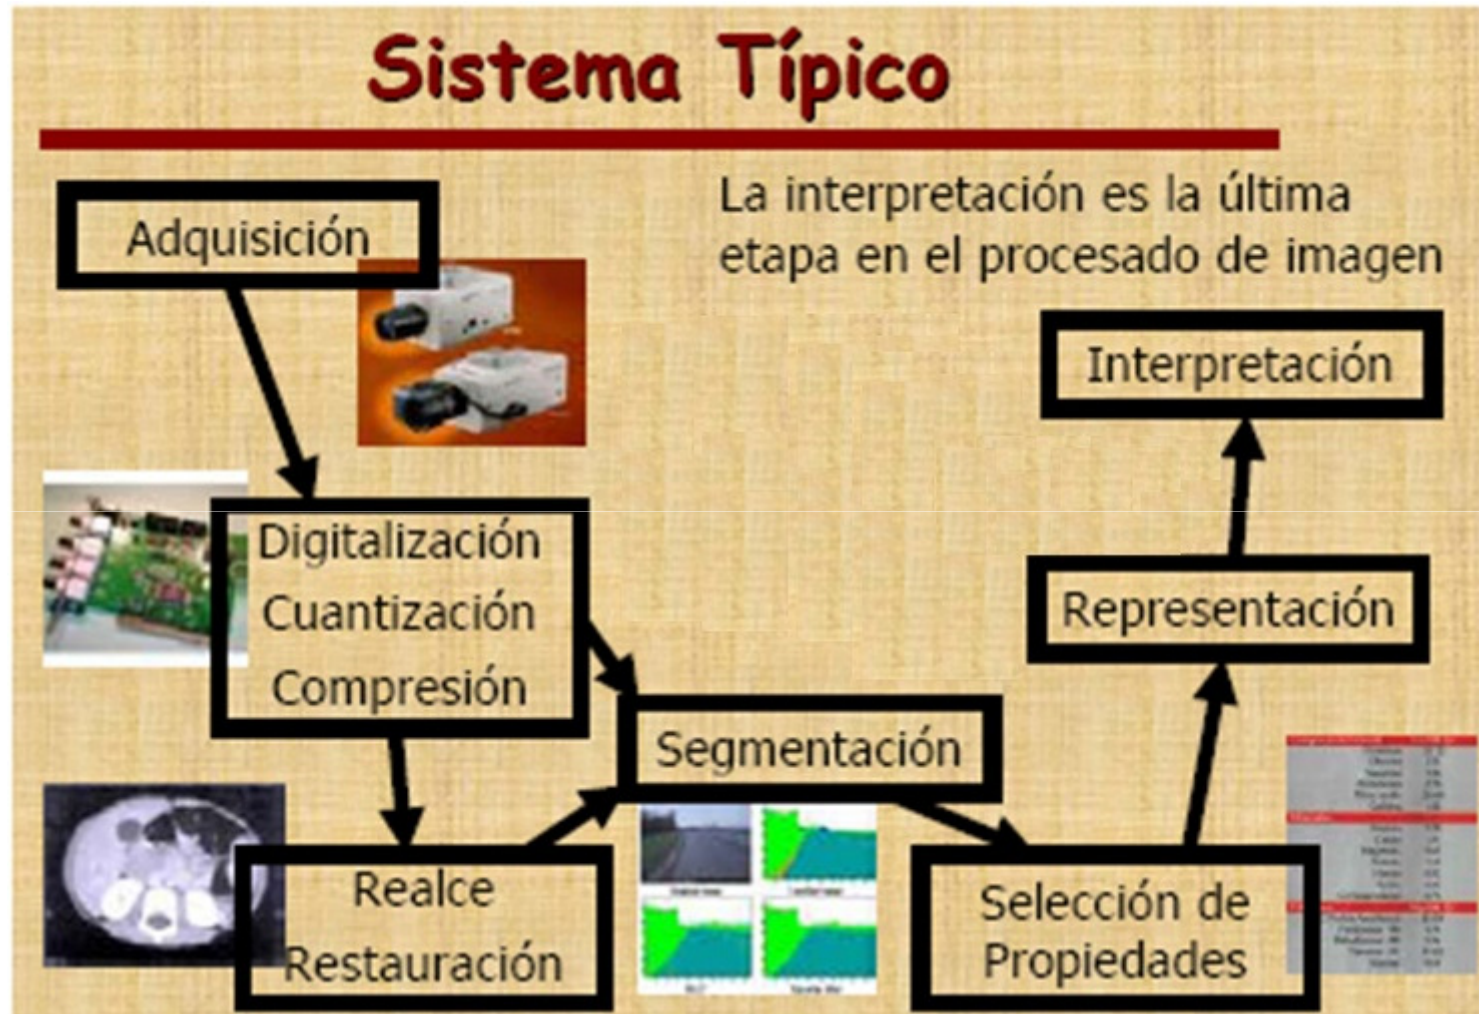 Sistema Típico
La interpretación es la última
etapa en el procesado de imagen
Adquisición
Interpretación
Digitalización
Cuantización
Compresión
Representación
Segmentación
Realce
Restauración
Selección de
Propiedades